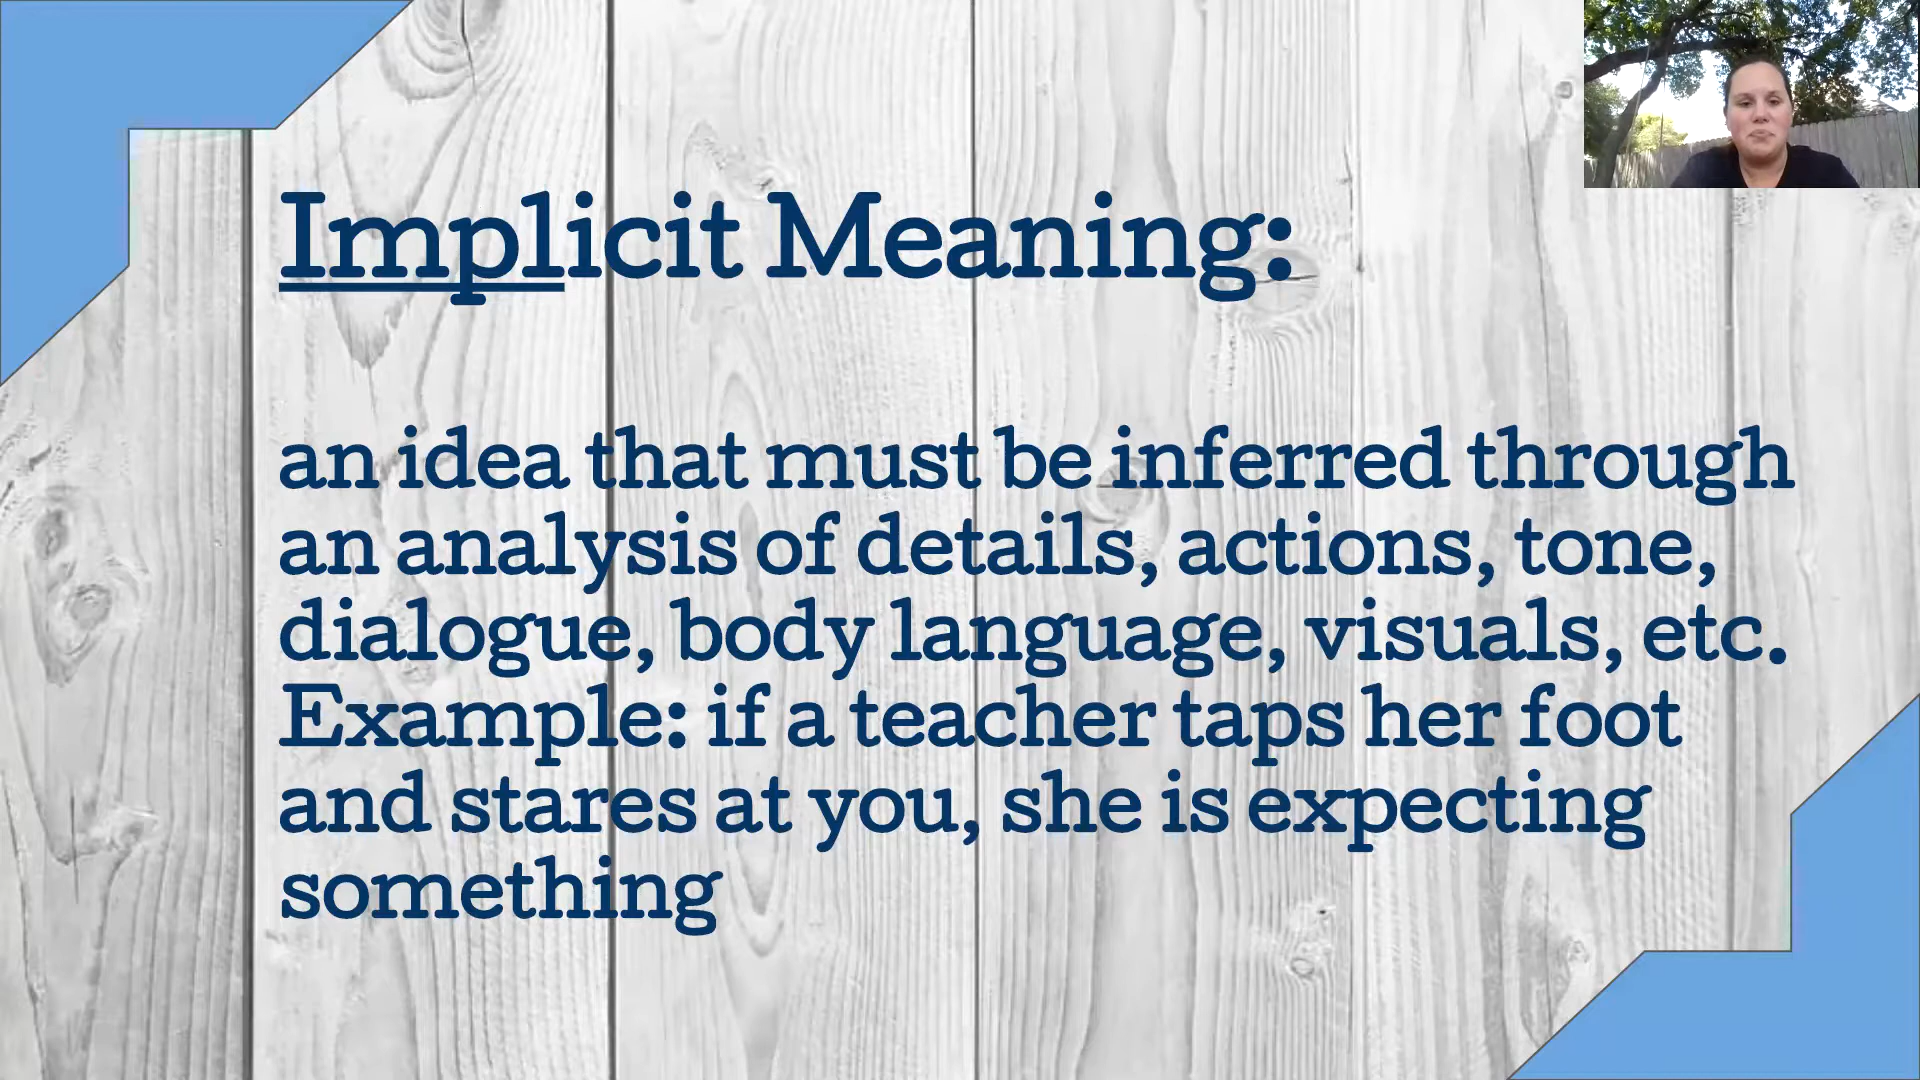 Implicit Meaning:
an idea that must be inferred through
an analysis of details, actions, tone,
dialogue, body language, visuals, etc.
Example: if a teacher taps her foot
and stares at you, she is expecting
something